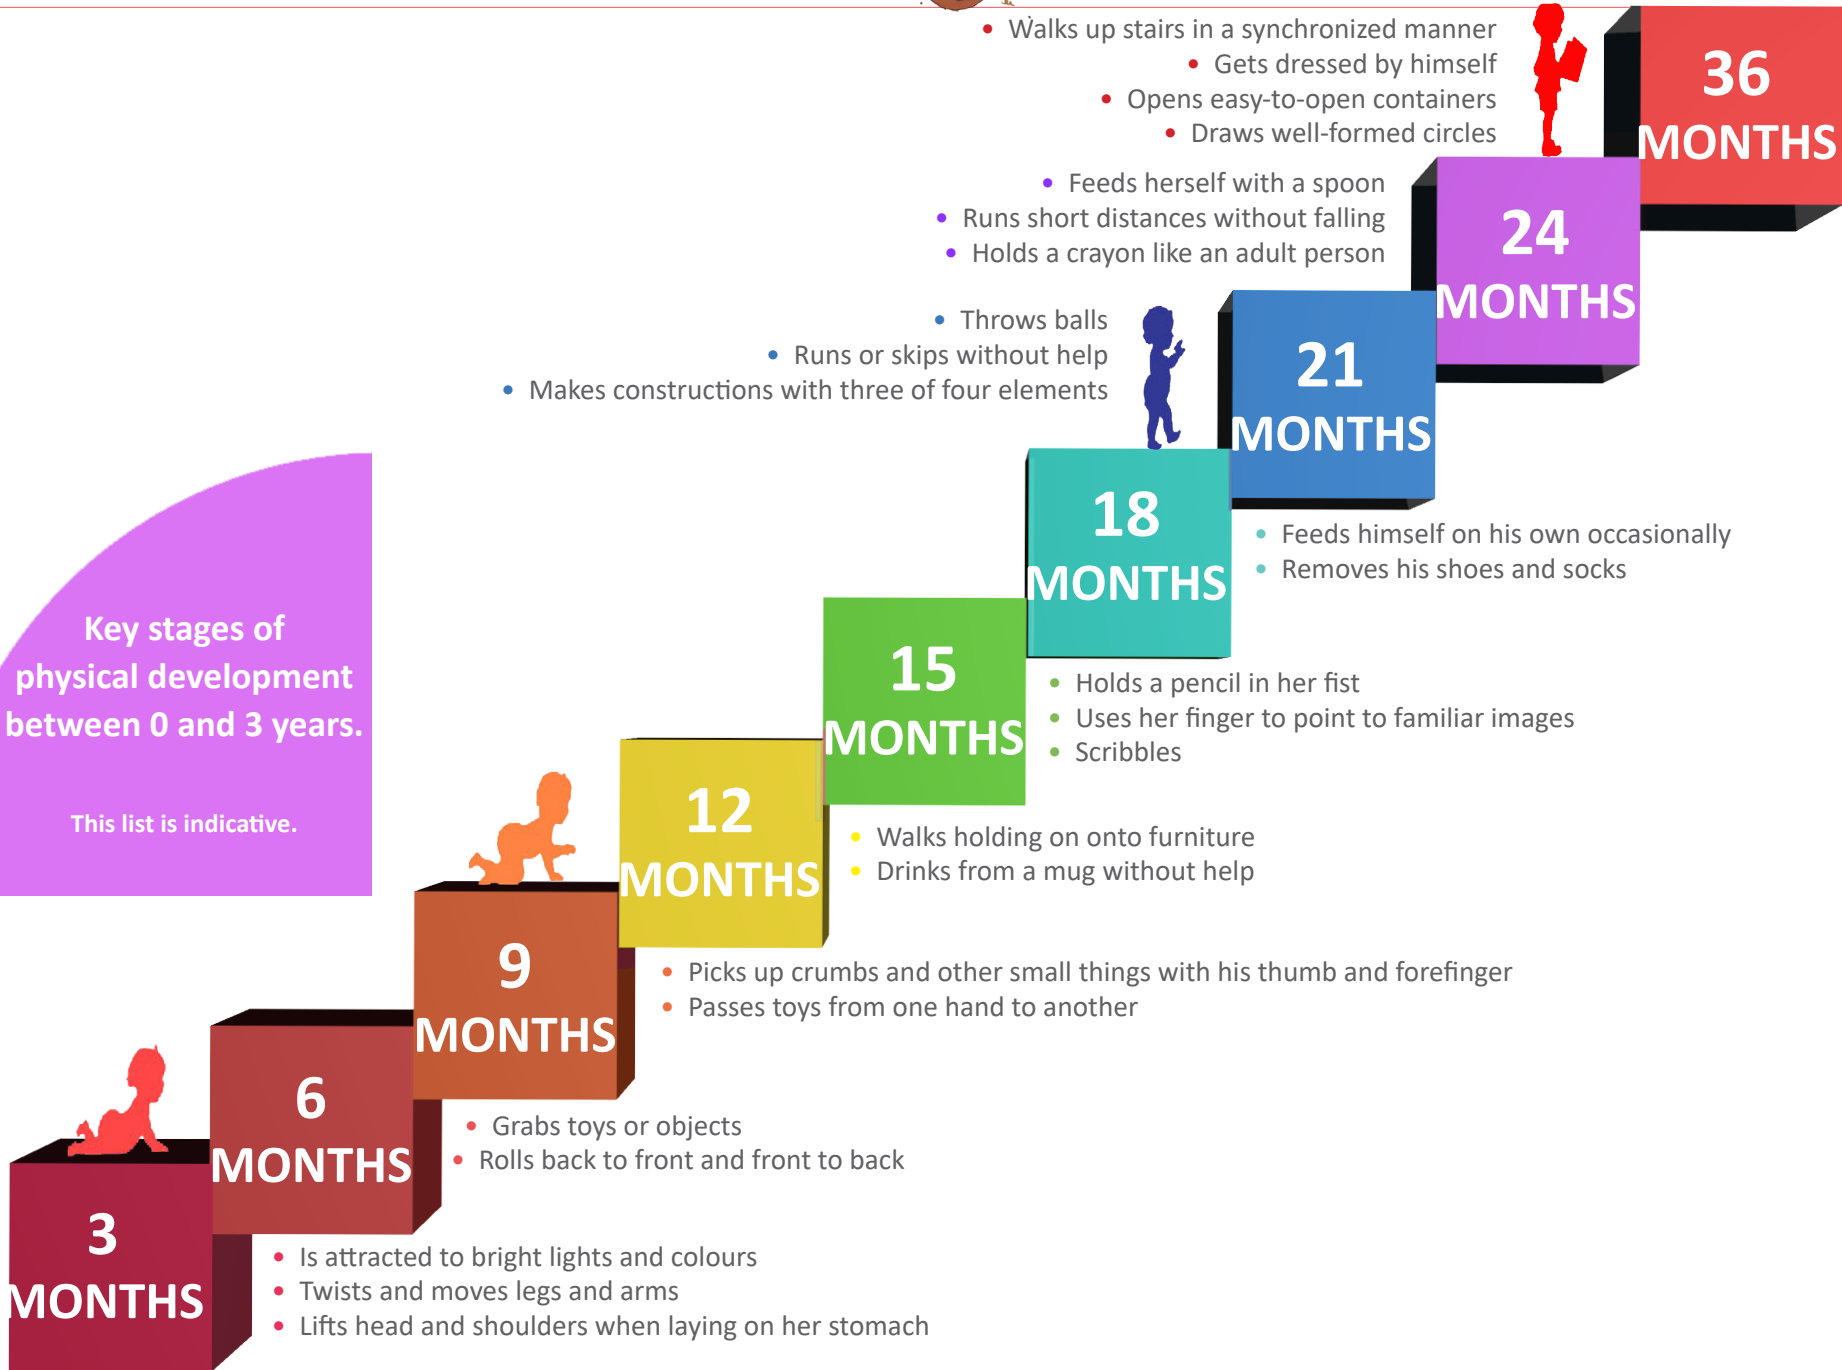 • Walks up stairs in a synchronized manner
• Gets dressed by himself
• Opens easy-to-open containers
• Draws well-formed circles
36
MONTHS
• Feeds herself with a spoon
• Runs short distances without falling
• Holds a crayon like an adult person
24
MONTHS
• Throws balls
• Runs or skips without help
• Makes constructions with three of four elements
21
MONTHS
18
MONTHS
• Feeds himself on his own occasionally
• Removes his shoes and socks
Key stages of
physical development
between 0 and 3 years.
This list is indicative.
15
MONTHS
• Holds a pencil in her fist
• Uses her finger to point to familiar images
• Scribbles
12
MONTHS
• Walks holding on onto furniture
• Drinks from a mug without help
9
MONTHS
• Picks up crumbs and other small things with his thumb and forefinger
• Passes toys from one hand to another
6
MONTHS
• Grabs toys or objects
• Rolls back to front and front to back
3
MONTHS
• Is attracted to bright lights and colours
• Twists and moves legs and arms
• Lifts head and shoulders when laying on her stomach